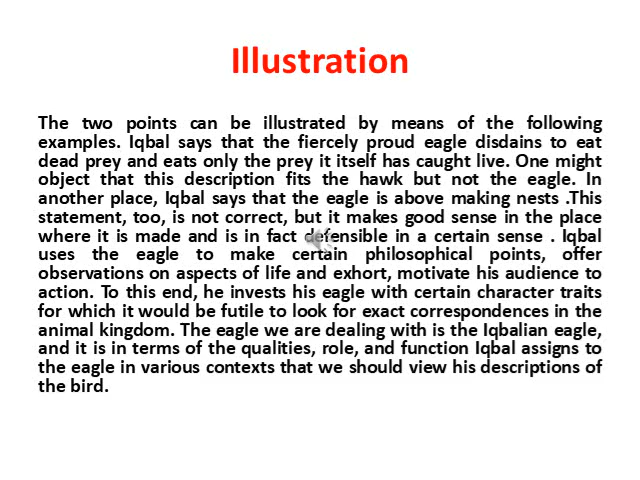 Illustration
The two points can be illustrated by means of the following
examples. Iqbal says that the fiercely proud eagle disdains to eat
dead prey and eats only the prey it itself has caught live. One might
object that this description fits the hawk but not the eagle. In
another place, Iqbal says that the eagle is above making nests .This
statement, too, is not correct, but it makes good sense in the place
where it is made and is in fact defensible in a certain sense . Iqbal
uses the eagle to make certain philosophical points, offer
observations on aspects of life and exhort, motivate his audience to
action. To this end, he invests his eagle with certain character traits
for which it would be futile to look for exact correspondences in the
animal kingdom. The eagle we are dealing with is the Iqbalian eagle,
and it is in terms of the qualities, role, and function Iqbal assigns to
the eagle in various contexts that we should view his descriptions of
the bird.